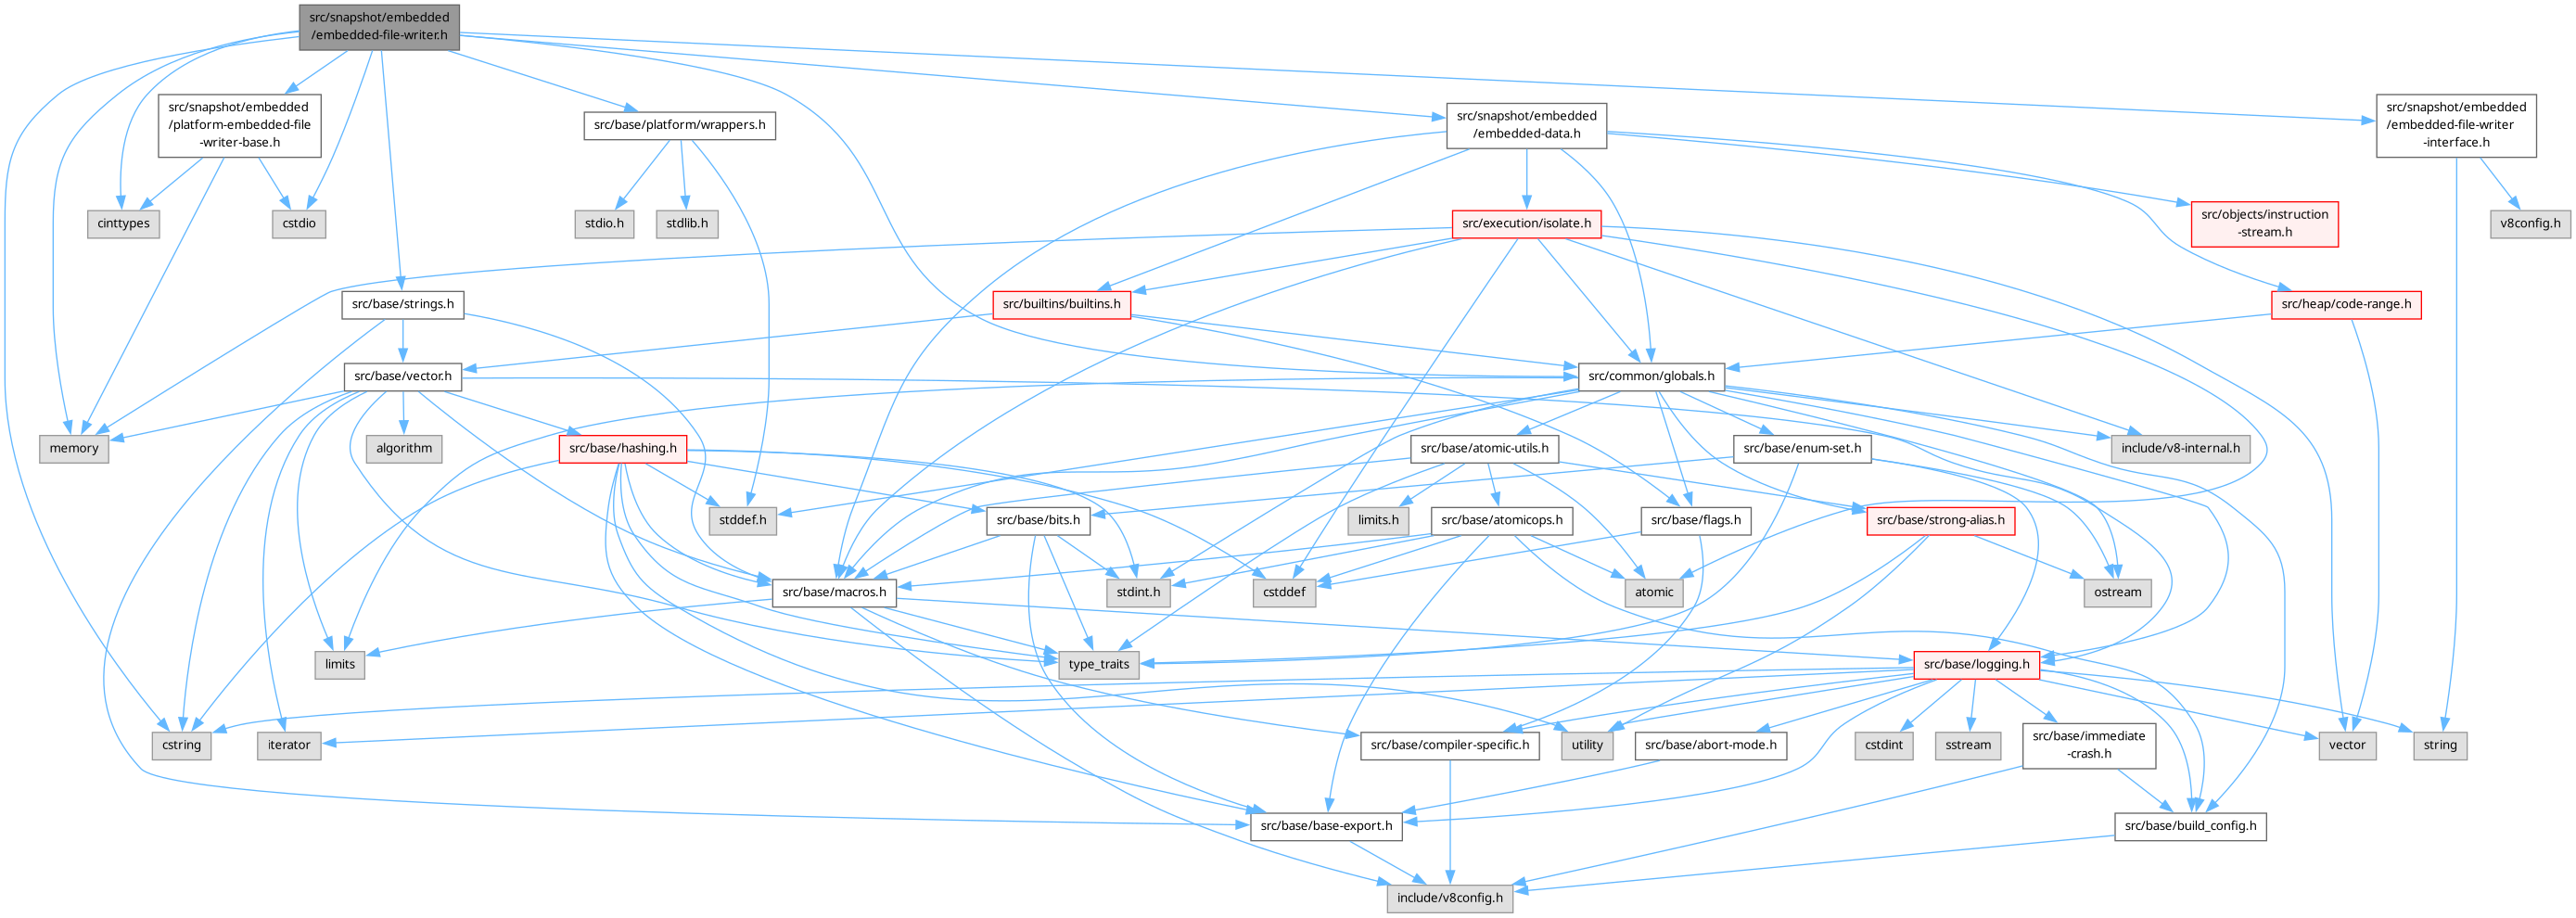 src/snapshot/embedded
/embedded-file-writer.h
src/snapshot/embedded
/platform-embedded-file
-writer-base.h
src/base/platform/wrappers.h
src/snapshot/embedded
/embedded-data.h
src/snapshot/embedded
/embedded-file-writer
-interface.h
cinttypes
cstdio
stdio.h
stdlib.h
src/execution/isolate.h
src/objects/instruction
-stream.h
v8config.h
src/base/strings.h
src/builtins/builtins.h
src/heap/code-range.h
src/base/vector.h
src/common/globals.h
memory
algorithm
src/base/hashing.h
src/base/atomic-utils.h
src/base/enum-set.h
include/v8-internal.h
stddef.h
src/base/bits.h
limits.h
src/base/atomicops.h
src/base/flags.h
src/base/strong-alias.h
src/base/macros.h
stdint.h
cstddef
atomic
ostream
limits
type_traits
src/base/logging.h
cstring
iterator
src/base/compiler-specific.h
utility
src/base/abort-mode.h
cstdint
sstream
src/base/immediate
-crash.h
vector
string
src/base/base-export.h
src/base/build_config.h
include/v8config.h